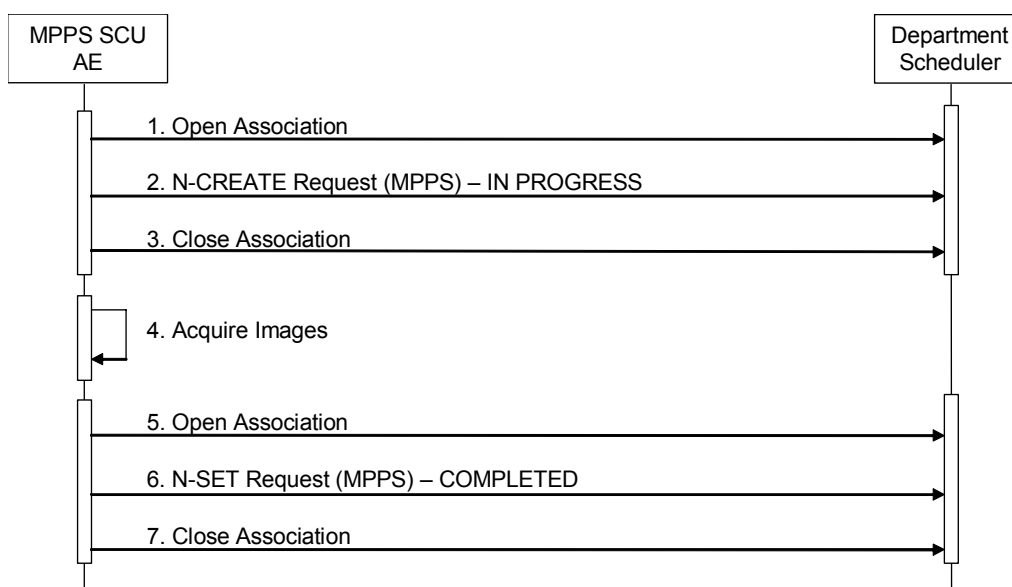 MPPS SCU
AE
Department
Scheduler
1. Open Association
2. N-CREATE Request (MPPS) – IN PROGRESS
3. Close Association
4. Acquire Images
5. Open Association
6. N-SET Request (MPPS) – COMPLETED
7. Close Association